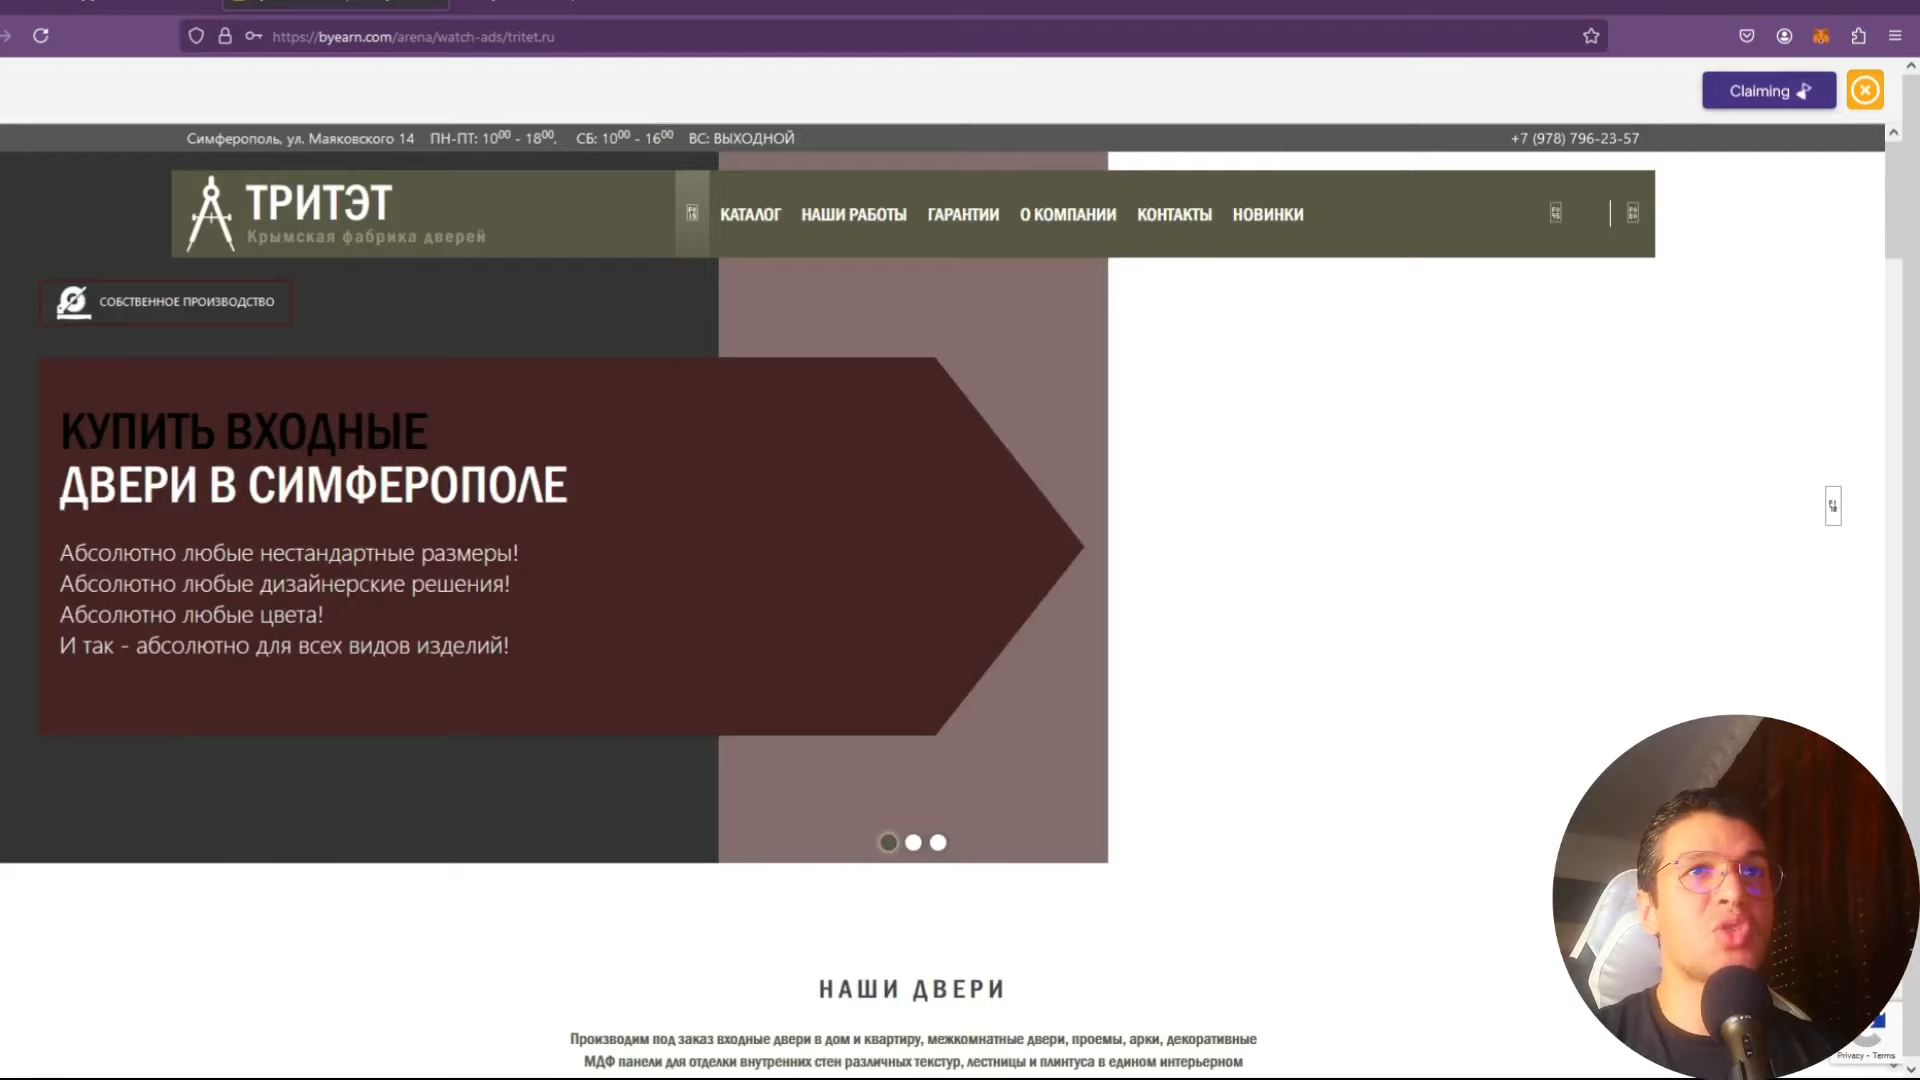 https://byearn.com/arena/watch-ads/tritet.ru
Claiming
Симферополь, ул. Маяковского 14 ПН-ПТ: 10⁰⁰ - 18⁰⁰, СБ: 10⁰⁰ - 16⁰⁰ ВС: ВЫХОДНОЙ +7 (978) 796-23-57
ТРИТЭТ
Крымская фабрика дверей
КАТАЛОГ НАШИ РАБОТЫ ГАРАНТИИ О КОМПАНИИ КОНТАКТЫ НОВИНКИ
СОБСТВЕННОЕ ПРОИЗВОДСТВО
КУПИТЬ ВХОДНЫЕ
ДВЕРИ В СИМФЕРОПОЛЕ
Абсолютно любые нестандартные размеры!
Абсолютно любые дизайнерские решения!
Абсолютно любые цвета!
И так - абсолютно для всех видов изделий!
НАШИ ДВЕРИ
Производим под заказ входные двери в дом и квартиру, межкомнатные двери, проемы, арки, декоративные
МДФ панели для отделки внутренних стен различных текстур, лестницы и плинтуса в едином интерьерном
Privacy - Terms